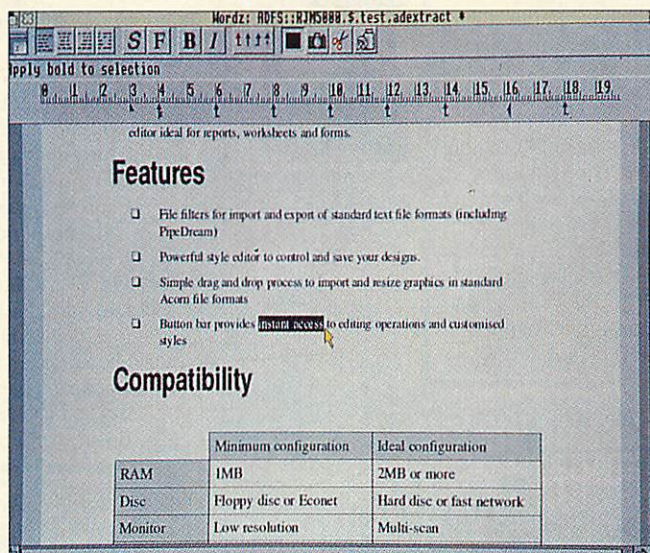 Wordz: ADFS::RJM5000.$.test.adextract *
S F B I
pply bold to selection
0 1 2 3 4 5 6 7 8 9 10 11 12 13 14 15 16 17 18 19
editor ideal for reports, worksheets and forms.
Features
❑ File filters for import and export of standard text file formats (including
PipeDream)
❑ Powerful style editor to control and save your designs.
❑ Simple drag and drop process to import and resize graphics in standard
Acorn file formats
❑ Button bar provides instant access to editing operations and customised
styles
Compatibility
Minimum configuration Ideal configuration
RAM 1MB 2MB or more
Disc Floppy disc or Econet Hard disc or fast network
Monitor Low resolution Multi-scan